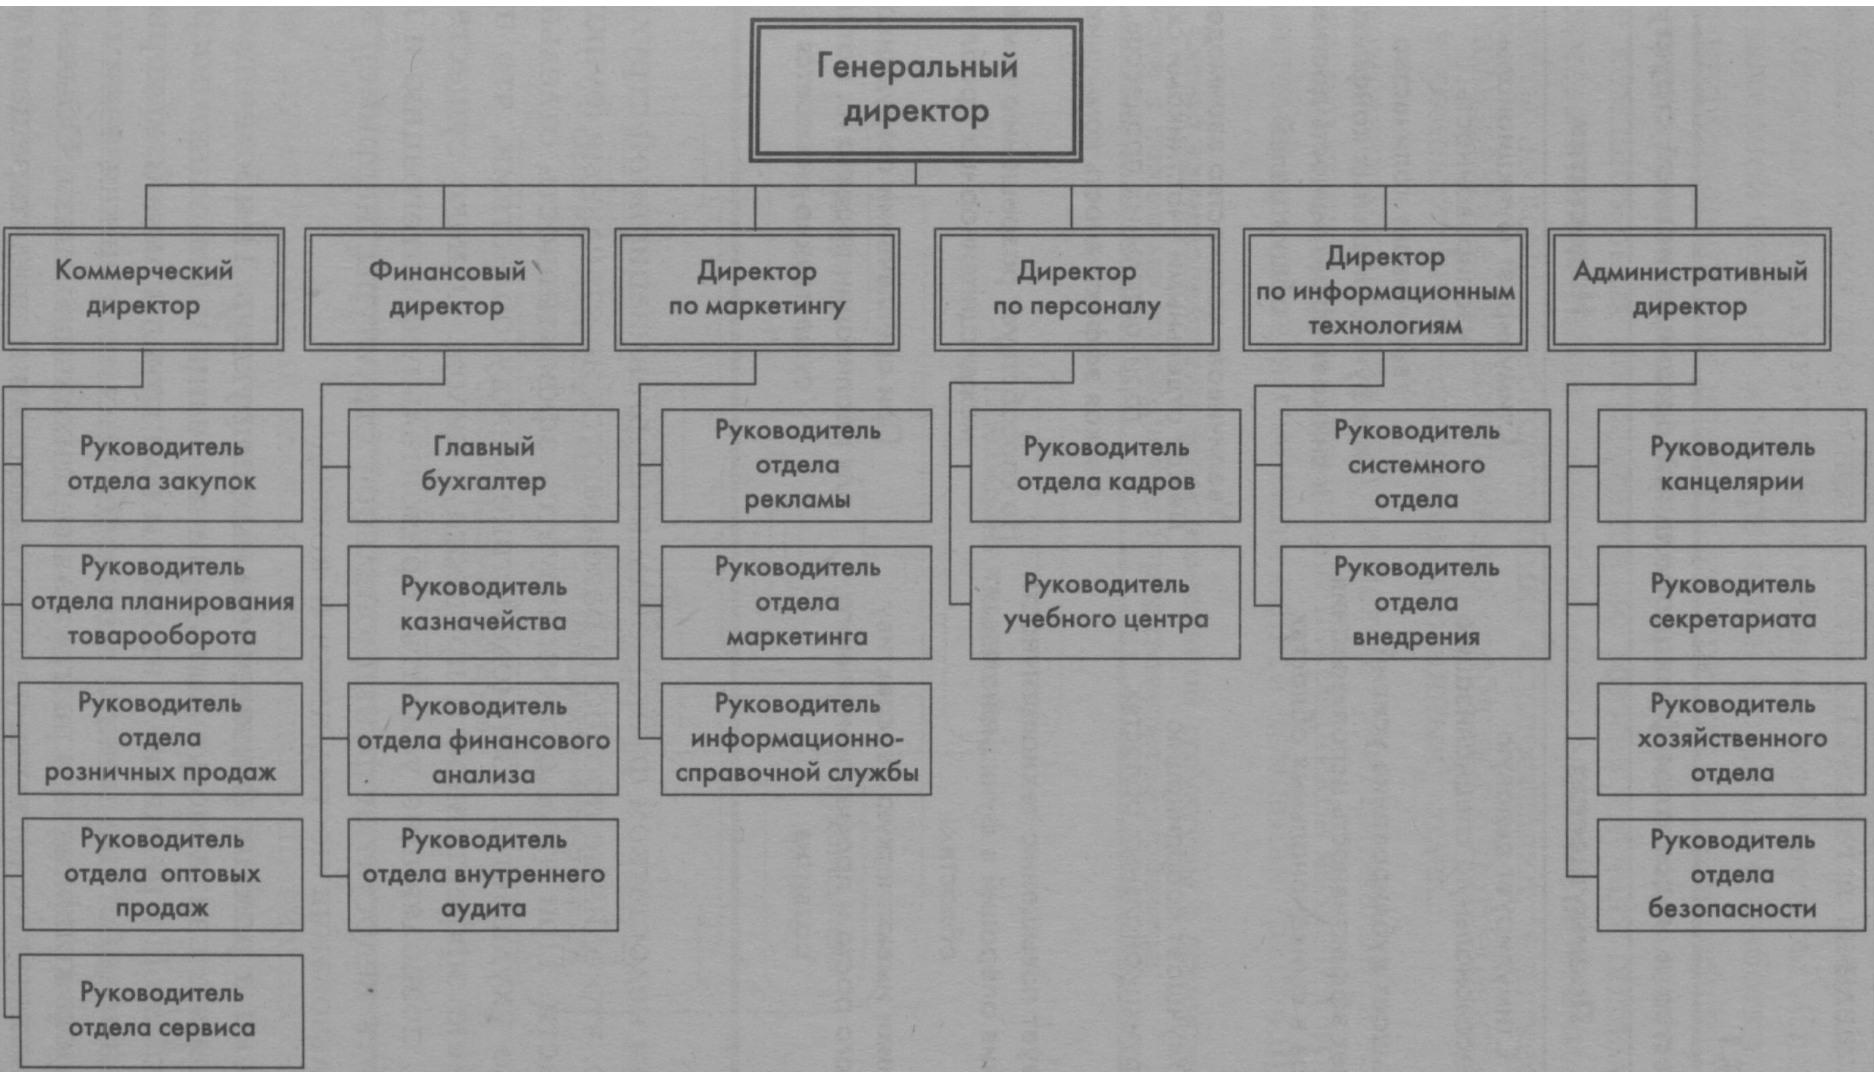 Генеральный
директор
Коммерческий
директор
Финансовый
директор
Директор
по маркетингу
Директор
по персоналу
Директор
по информационным
технологиям
Административный
директор
Руководитель
отдела закупок
Руководитель
отдела планирования
товарооборота
Руководитель
отдела
розничных продаж
Руководитель
отдела оптовых
продаж
Руководитель
отдела сервиса
Главный
бухгалтер
Руководитель
казначейства
Руководитель
отдела финансового
анализа
Руководитель
отдела внутреннего
аудита
Руководитель
отдела
рекламы
Руководитель
отдела
маркетинга
Руководитель
информационно-
справочной службы
Руководитель
отдела кадров
Руководитель
учебного центра
Руководитель
системного
отдела
Руководитель
отдела
внедрения
Руководитель
канцелярии
Руководитель
секретариата
Руководитель
хозяйственного
отдела
Руководитель
отдела
безопасности